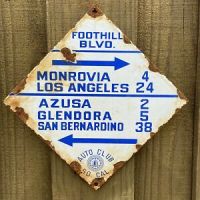 FOOTHILL
BLVD.
MONROVIA 4
LOS ANGELES 24
AZUSA 2
GLENDORA 5
SAN BERNARDINO 38
AUTO CLUB
SO. CAL.